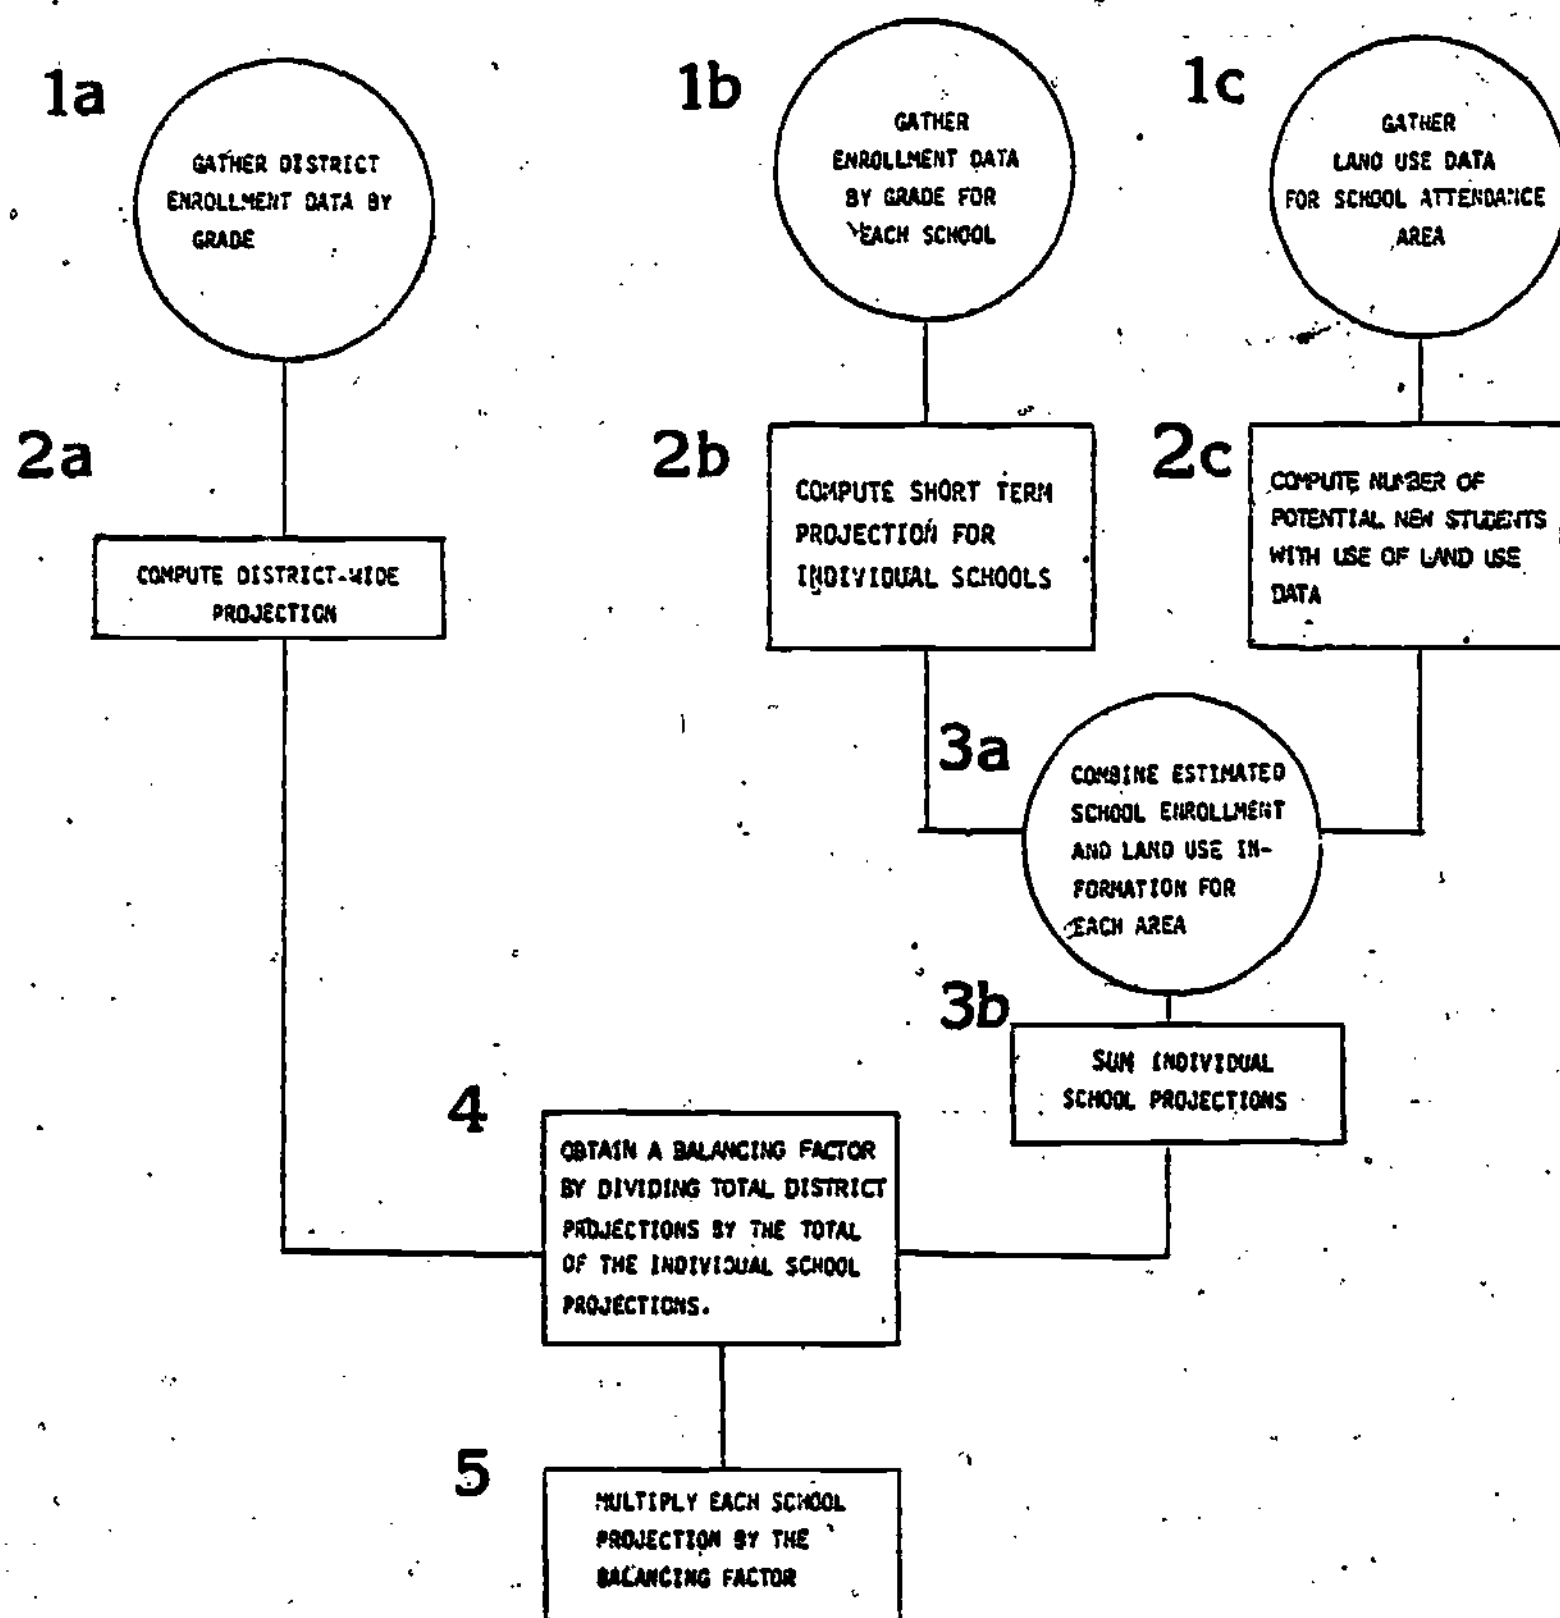 1a
GATHER DISTRICT
ENROLLMENT DATA BY
GRADE
1b
GATHER
ENROLLMENT DATA
BY GRADE FOR
EACH SCHOOL
1c
GATHER
LAND USE DATA
FOR SCHOOL ATTENDANCE
AREA
2a
COMPUTE DISTRICT-WIDE
PROJECTION
2b
COMPUTE SHORT TERM
PROJECTION FOR
INDIVIDUAL SCHOOLS
2c
COMPUTE NUMBER OF
POTENTIAL NEW STUDENTS
WITH USE OF LAND USE
DATA
3a
COMBINE ESTIMATED
SCHOOL ENROLLMENT
AND LAND USE IN-
FORMATION FOR
EACH AREA
3b
SUM INDIVIDUAL
SCHOOL PROJECTIONS
4
OBTAIN A BALANCING FACTOR
BY DIVIDING TOTAL DISTRICT
PROJECTIONS BY THE TOTAL
OF THE INDIVIDUAL SCHOOL
PROJECTIONS.
5
MULTIPLY EACH SCHOOL
PROJECTION BY THE
BALANCING FACTOR